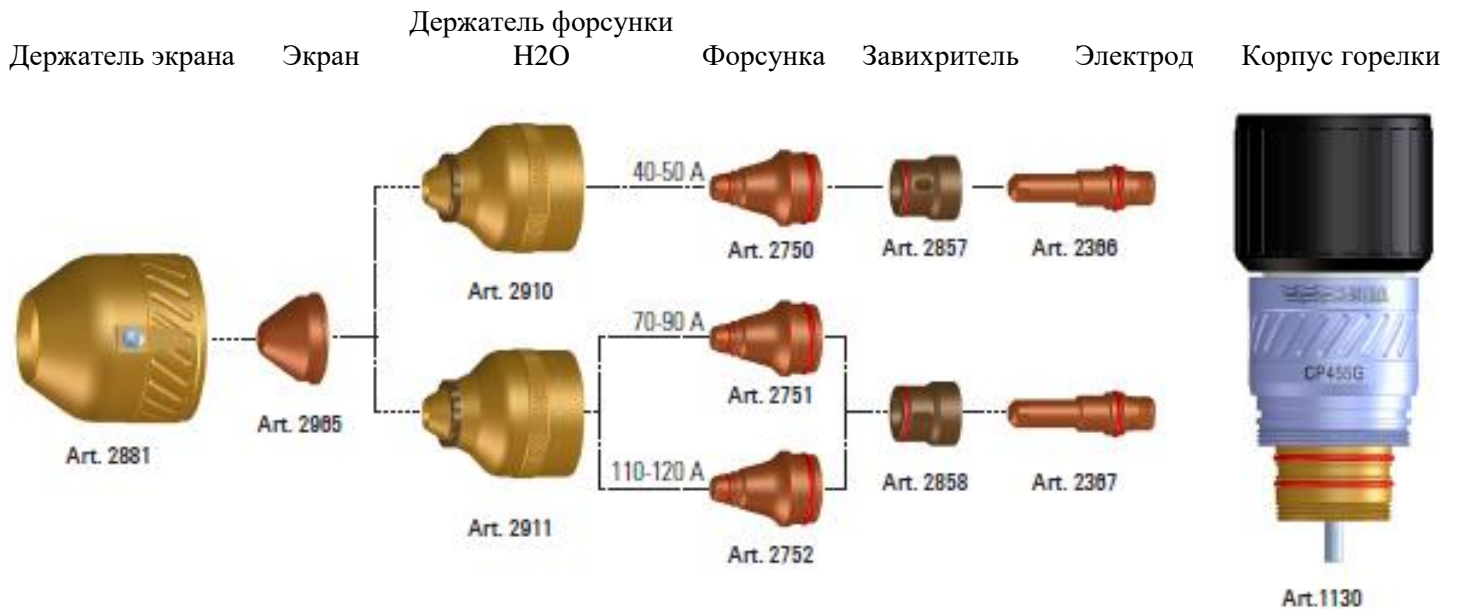 Держатель форсунки
Держатель экрана Экран H2O Форсунка Завихритель Электрод Корпус горелки
40-50 A
Art. 2750 Art. 2857 Art. 2366
Art. 2910
70-90 A
CP455G
Art. 2751
Art. 2965
Art. 2881
110-120 A
Art. 2858 Art. 2367
Art. 2911
Art. 2752
Art.1130